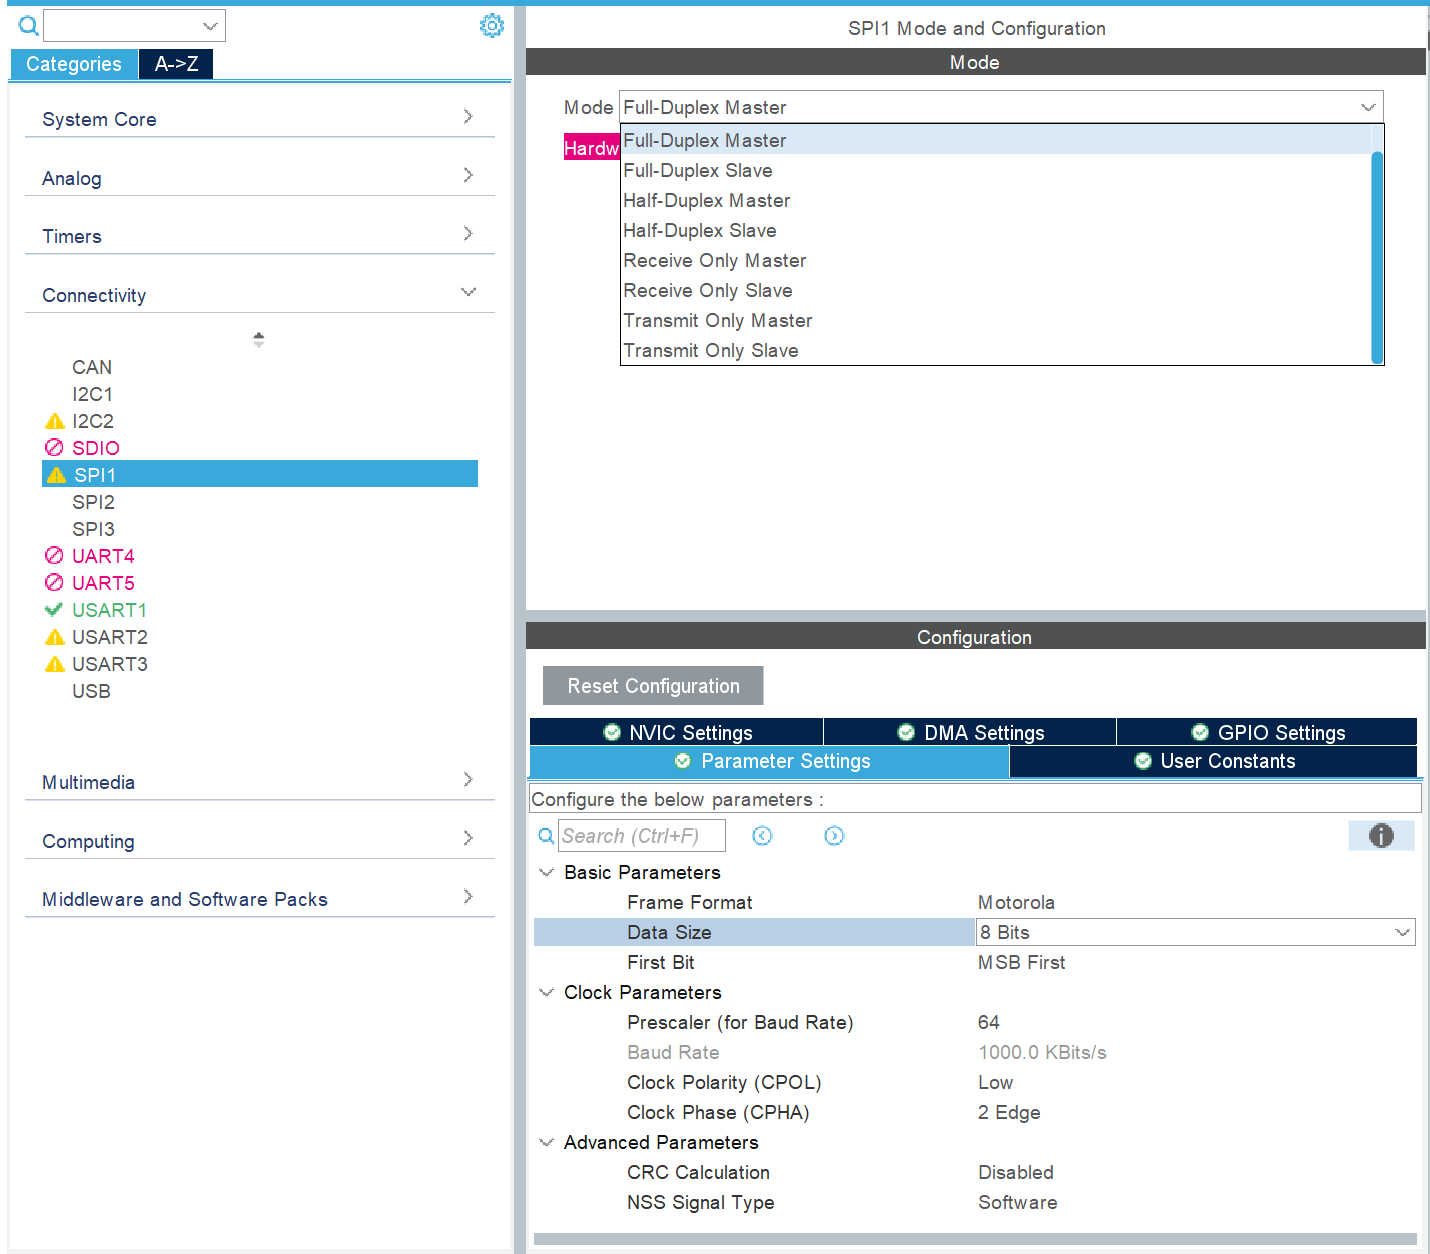 Categories
A->Z
System Core
Analog
Timers
Connectivity
CAN
I2C1
I2C2
SDIO
SPI1
SPI2
SPI3
UART4
UART5
USART1
USART2
USART3
USB
Multimedia
Computing
Middleware and Software Packs
SPI1 Mode and Configuration
Mode
Mode Full-Duplex Master
Hardw
Full-Duplex Master
Full-Duplex Slave
Half-Duplex Master
Half-Duplex Slave
Receive Only Master
Receive Only Slave
Transmit Only Master
Transmit Only Slave
Configuration
Reset Configuration
NVIC Settings
DMA Settings
GPIO Settings
Parameter Settings
User Constants
Configure the below parameters :
Search (Ctrl+F)
Basic Parameters
Frame Format Motorola
Data Size 8 Bits
First Bit MSB First
Clock Parameters
Prescaler (for Baud Rate) 64
Baud Rate 1000.0 KBits/s
Clock Polarity (CPOL) Low
Clock Phase (CPHA) 2 Edge
Advanced Parameters
CRC Calculation Disabled
NSS Signal Type Software